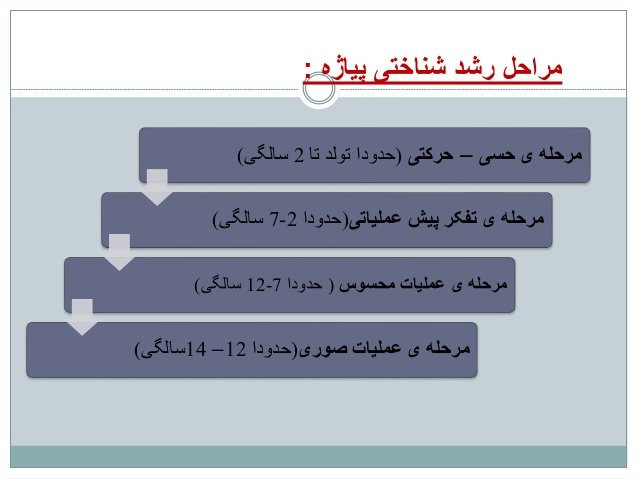 مراحل رشد شناختی پیاژه :
مرحله ی حسی – حرکتی (حدودا تولد تا 2 سالگی)
مرحله ی تفکر پیش عملیاتی(حدودا 2-7 سالگی)
مرحله ی عملیات محسوس ( حدودا 7-12 سالگی)
مرحله ی عملیات صوری(حدودا 12– 14سالگی)